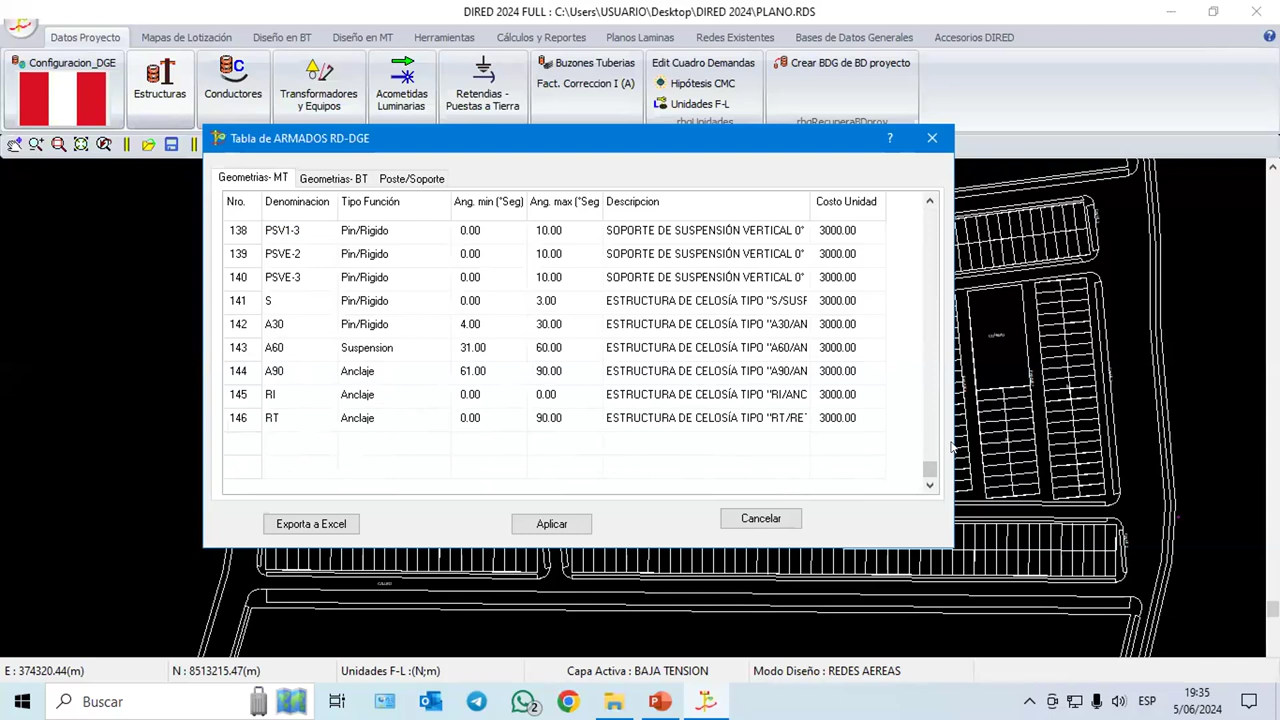 DIRED 2024 FULL : C:\Users\USUARIO\Desktop\DIRED 2024\PLANO.RDS
Datos Proyecto Mapas de Lotización Diseño en BT Diseño en MT Herramientas Cálculos y Reportes Planos Laminas Redes Existentes Bases de Datos Generales Accesorios DIRED
Configuracion_DGE
Estructuras
Conductores
Transformadores
y Equipos
Acometidas
Luminarias
Retendias -
Puestas a Tierra
Buzones Tuberias
Fact. Correccion I (A)
Edit Cuadro Demandas
Hipótesis CMC
Unidades F-L
rbgUnidades
Crear BDG de BD proyecto
rbgRecuperaBDproy
Tabla de ARMADOS RD-DGE
Geometrias- MT Geometrias- BT Poste/Soporte
Nro. Denominacion Tipo Función Ang. min (°Seg) Ang. max (°Seg Descripcion Costo Unidad
138 PSV1-3 Pin/Rigido 0.00 10.00 SOPORTE DE SUSPENSIÓN VERTICAL 0° 3000.00
139 PSVE-2 Pin/Rigido 0.00 10.00 SOPORTE DE SUSPENSIÓN VERTICAL 0° 3000.00
140 PSVE-3 Pin/Rigido 0.00 10.00 SOPORTE DE SUSPENSIÓN VERTICAL 0° 3000.00
141 S Pin/Rigido 0.00 3.00 ESTRUCTURA DE CELOSÍA TIPO "S/SUSP 3000.00
142 A30 Pin/Rigido 4.00 30.00 ESTRUCTURA DE CELOSÍA TIPO "A30/AN 3000.00
143 A60 Suspension 31.00 60.00 ESTRUCTURA DE CELOSÍA TIPO "A60/AN 3000.00
144 A90 Anclaje 61.00 90.00 ESTRUCTURA DE CELOSÍA TIPO "A90/AN 3000.00
145 RI Anclaje 0.00 0.00 ESTRUCTURA DE CELOSÍA TIPO "RI/ANC 3000.00
146 RT Anclaje 0.00 90.00 ESTRUCTURA DE CELOSÍA TIPO "RT/RET 3000.00
Exporta a Excel Aplicar Cancelar
E : 374320.44(m) N : 8513215.47(m) Unidades F-L :(N;m) Capa Activa : BAJA TENSION Modo Diseño : REDES AEREAS
Buscar
2
ESP
19:35
5/06/2024